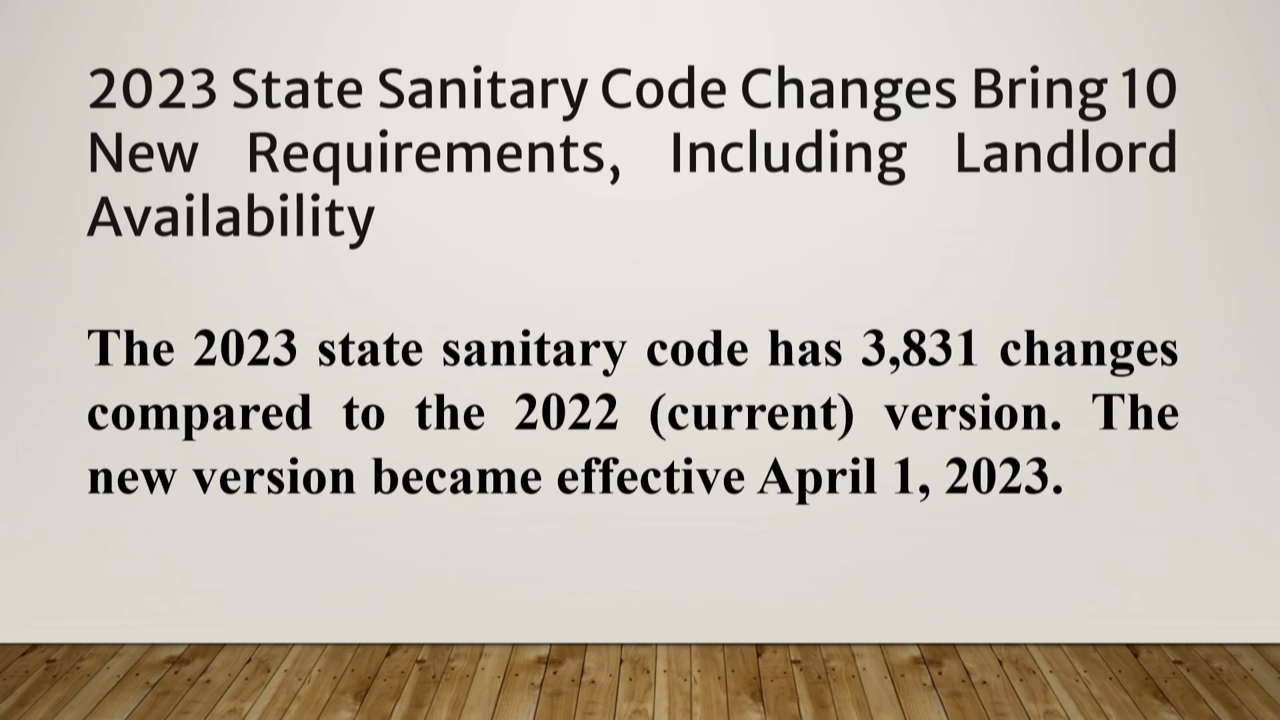 2023 State Sanitary Code Changes Bring 10
New Requirements, Including Landlord
Availability
The 2023 state sanitary code has 3,831 changes
compared to the 2022 (current) version. The
new version became effective April 1, 2023.